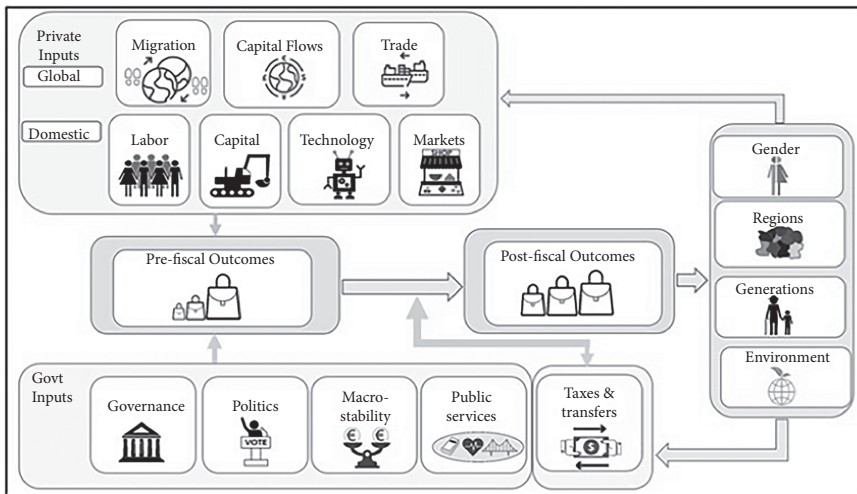 Private
Inputs
Global
Migration
Capital Flows
Trade
Domestic
Labor
Capital
Technology
Markets
SHOP
Gender
Regions
Generations
Environment
Pre-fiscal Outcomes
Post-fiscal Outcomes
Govt
Inputs
Governance
Politics
VOTE
Macro-
stability
€ €
Public
services
Taxes &
transfers
$